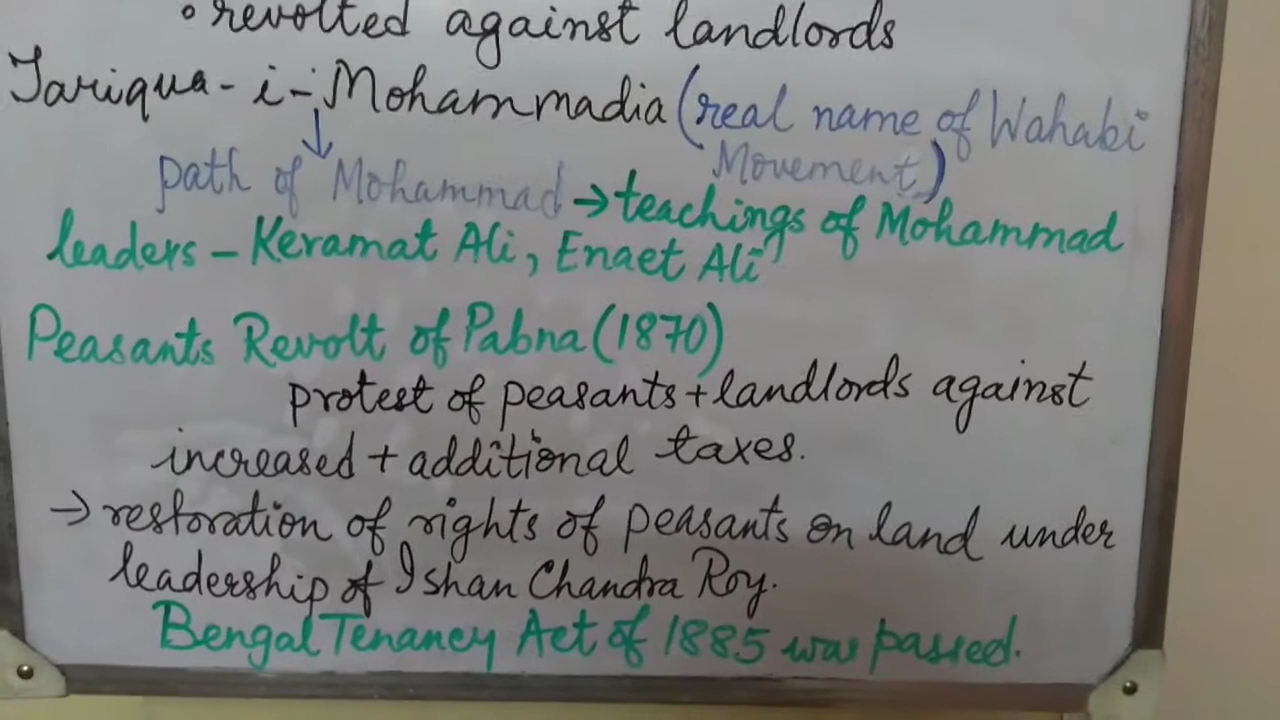 • revolted against landlords
Tariqua-i-Mohammadia (real name of Wahabi
Movement)
path of Mohammad → teachings of Mohammad
leaders – Keramat Ali, Enaet Ali
Peasants Revolt of Pabna (1870)
protest of peasants + landlords against
increased + additional taxes.
→ restoration of rights of peasants on land under
leadership of Ishan Chandra Roy.
Bengal Tenancy Act of 1885 was passed.